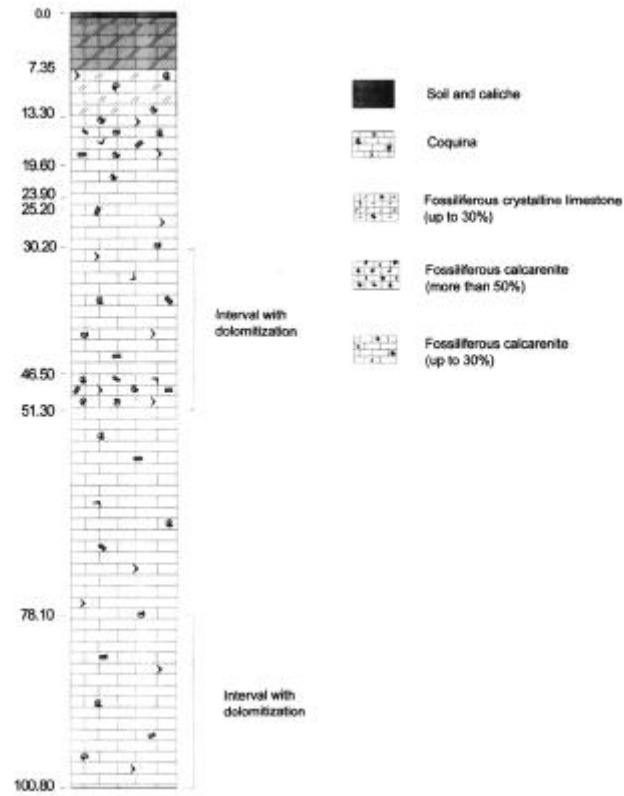 0.0
7.35
13.30
19.60
23.90
25.20
30.20
46.50
51.30
78.10
100.80
Interval with
dolomitization
Interval with
dolomitization
Soil and caliche
Coquina
Fossiliferous crystalline limestone
(up to 30%)
Fossiliferous calcarenite
(more than 50%)
Fossiliferous calcarenite
(up to 30%)